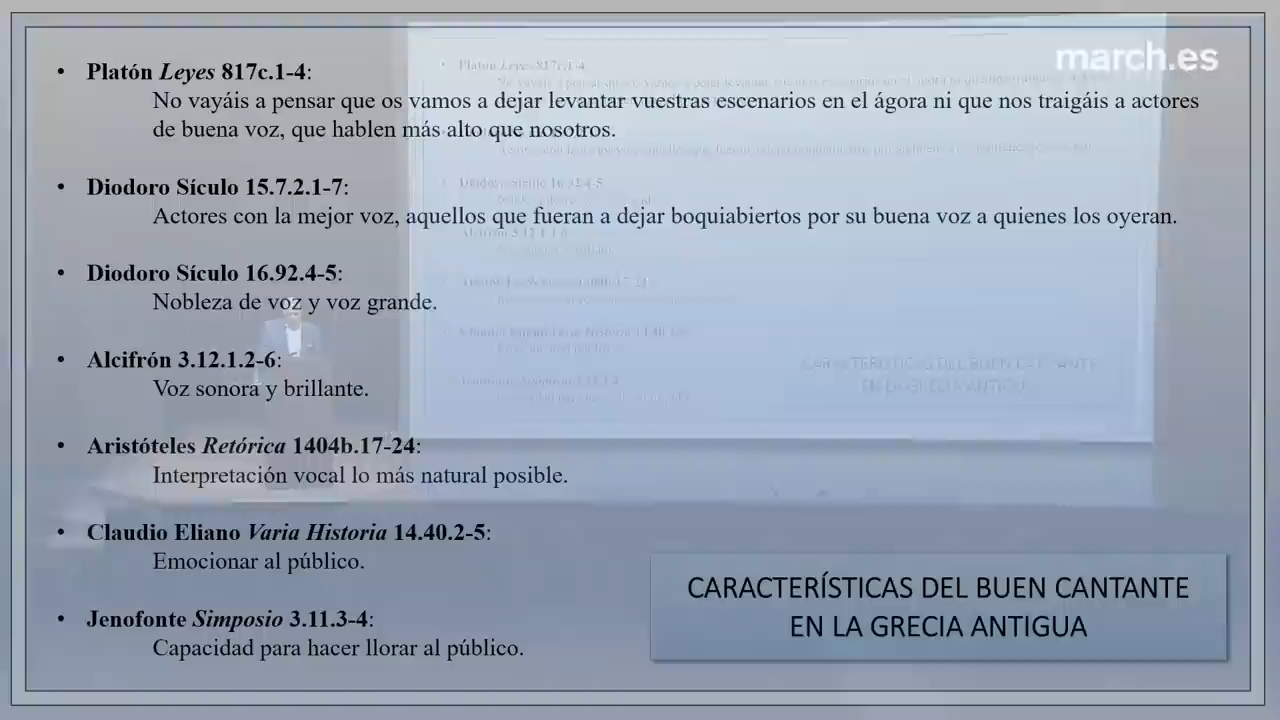 march.es
• Platón Leyes 817c.1-4:
No vayáis a pensar que os vamos a dejar levantar vuestras escenarios en el ágora ni que nos traigáis a actores
de buena voz, que hablen más alto que nosotros.
• Diodoro Sículo 15.7.2.1-7:
Actores con la mejor voz, aquellos que fueran a dejar boquiabiertos por su buena voz a quienes los oyeran.
• Diodoro Sículo 16.92.4-5:
Nobleza de voz y voz grande.
• Alcifrón 3.12.1.2-6:
Voz sonora y brillante.
• Aristóteles Retórica 1404b.17-24:
Interpretación vocal lo más natural posible.
• Claudio Eliano Varia Historia 14.40.2-5:
Emocionar al público.
• Jenofonte Simposio 3.11.3-4:
Capacidad para hacer llorar al público.
CARACTERÍSTICAS DEL BUEN CANTANTE
EN LA GRECIA ANTIGUA